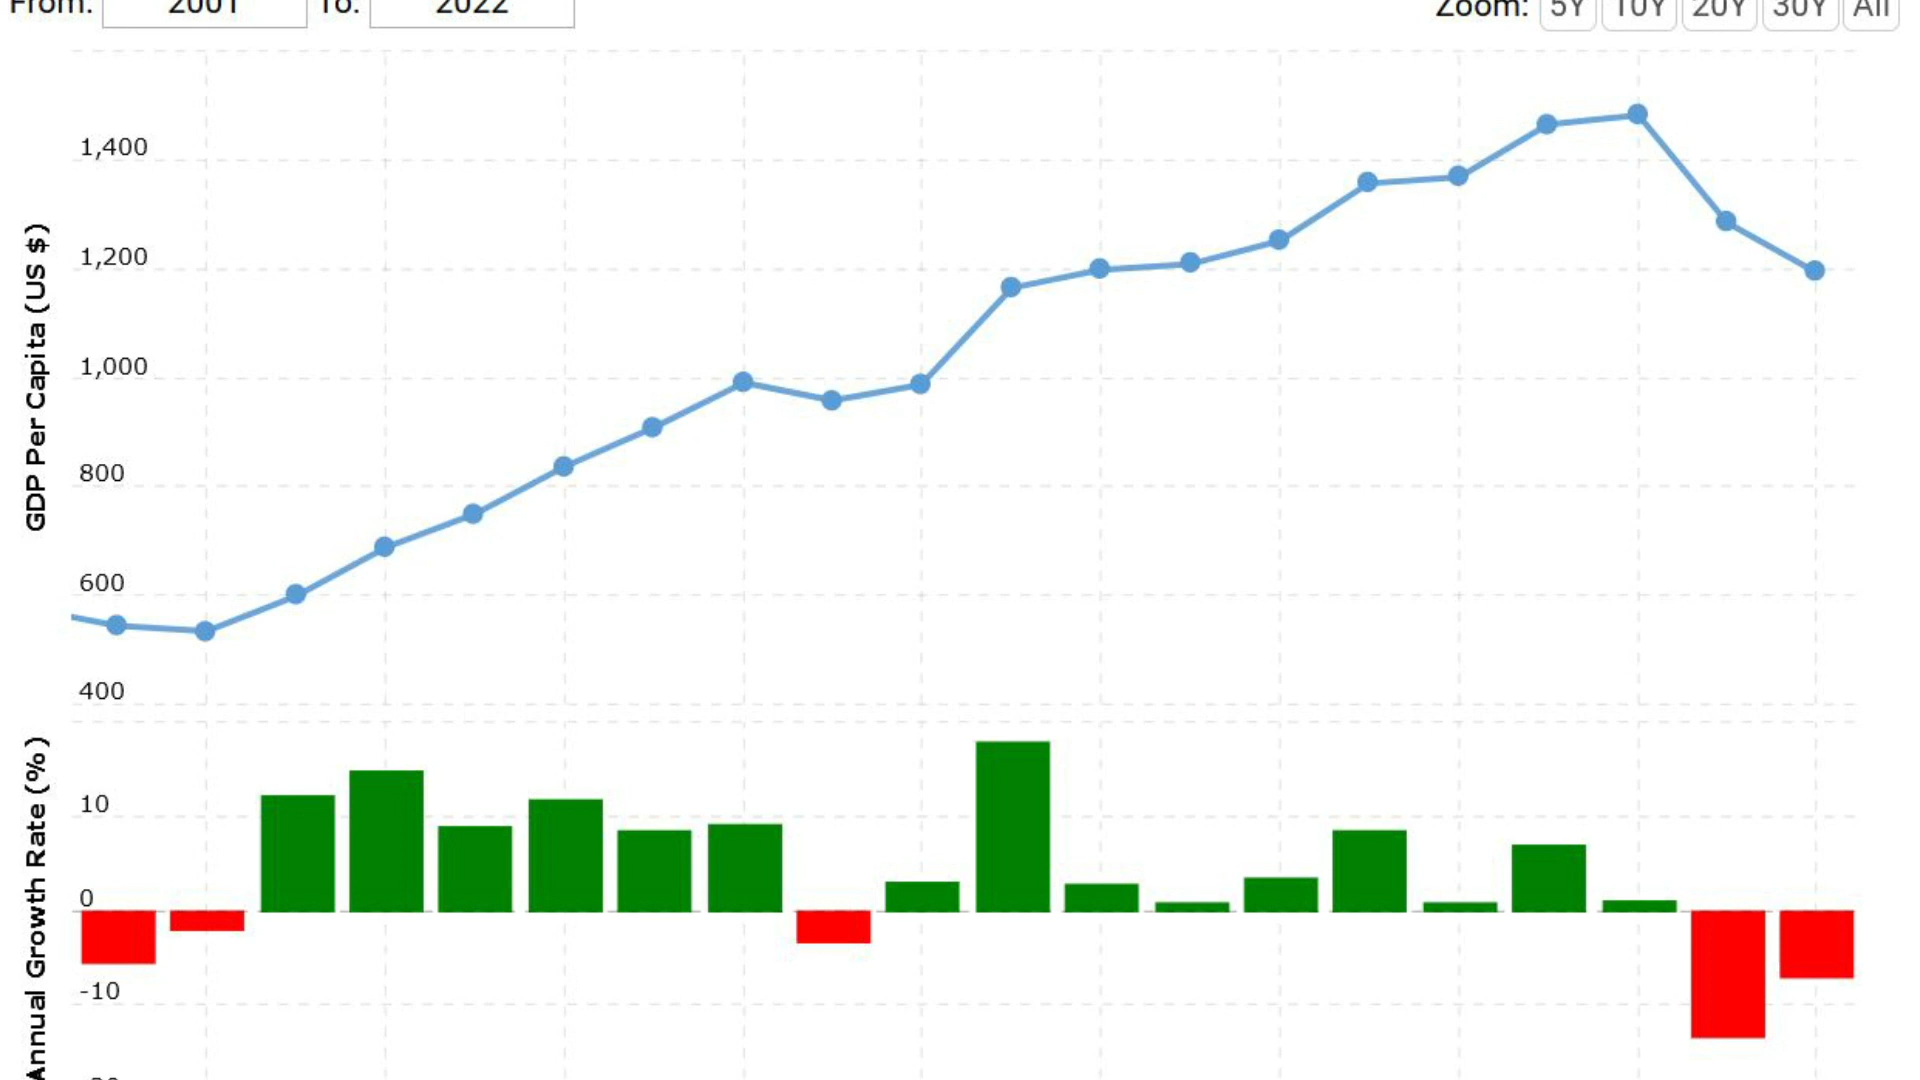 From: 2001 To: 2022
Zoom: 5Y 10Y 20Y 30Y All
GDP Per Capita (US $)
1,400
1,200
1,000
800
600
400
Annual Growth Rate (%)
10
0
-10